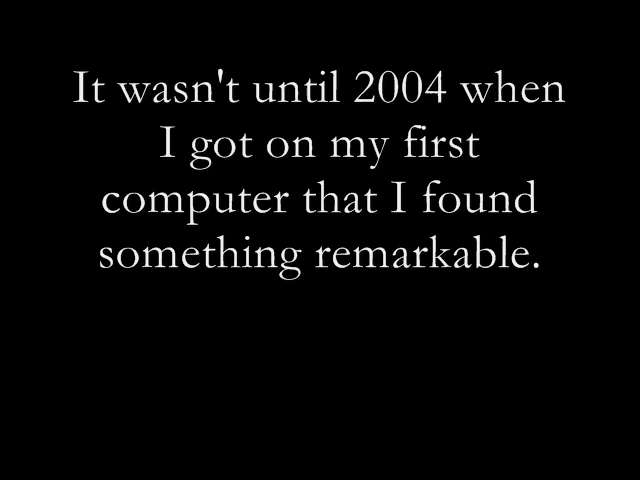 It wasn't until 2004 when
I got on my first
computer that I found
something remarkable.